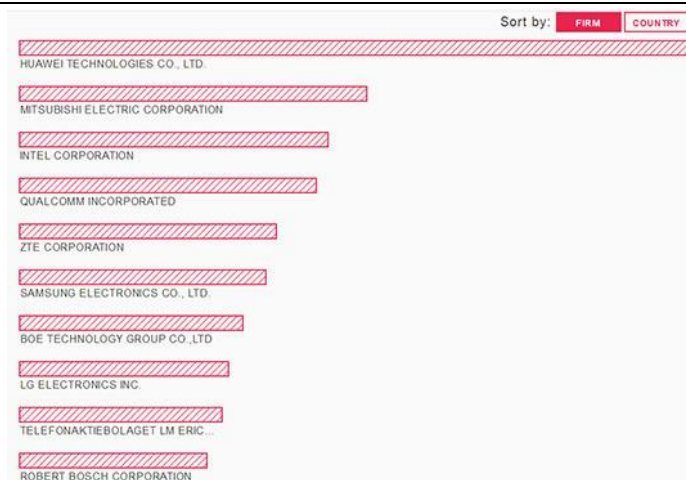 Sort by: FIRM COUNTRY
HUAWEI TECHNOLOGIES CO., LTD.
MITSUBISHI ELECTRIC CORPORATION
INTEL CORPORATION
QUALCOMM INCORPORATED
ZTE CORPORATION
SAMSUNG ELECTRONICS CO., LTD.
BOE TECHNOLOGY GROUP CO.,LTD
LG ELECTRONICS INC.
TELEFONAKTIEBOLAGET LM ERIC...
ROBERT BOSCH CORPORATION